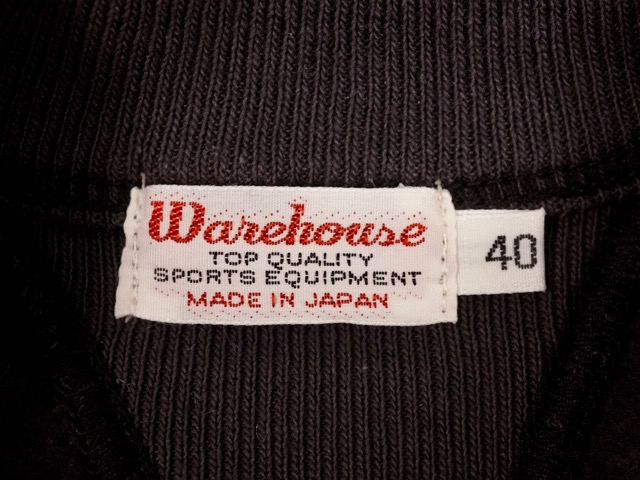 Warehouse
TOP QUALITY
SPORTS EQUIPMENT
MADE IN JAPAN
40